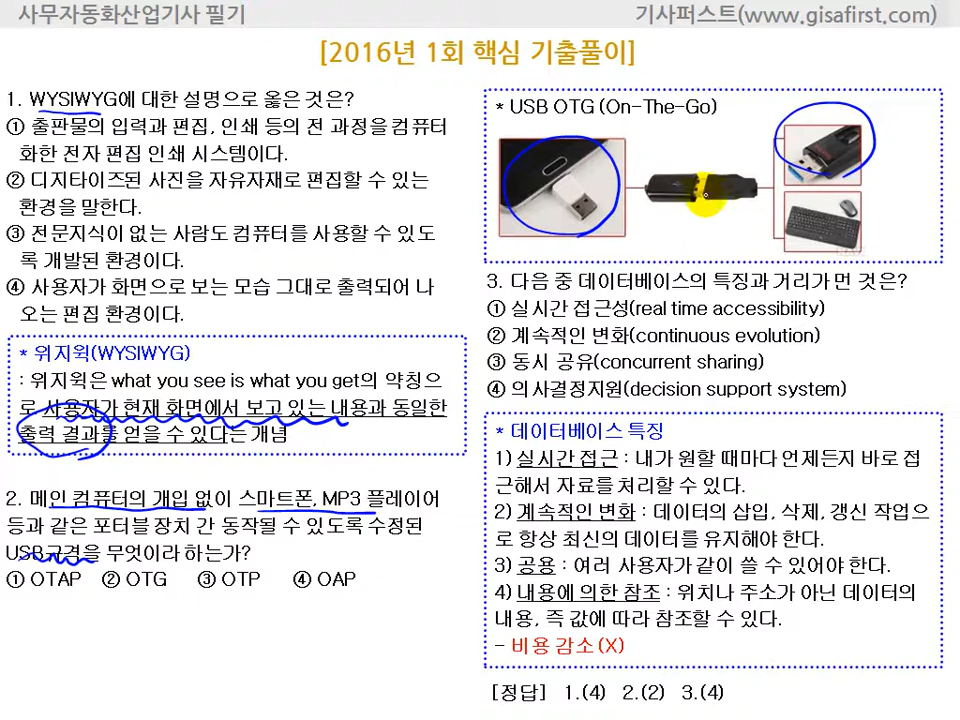 사무자동화산업기사 필기
기사퍼스트(www.gisafirst.com)
[2016년 1회 핵심 기출풀이]
1. WYSIWYG에 대한 설명으로 옳은 것은?
① 출판물의 입력과 편집, 인쇄 등의 전 과정을 컴퓨터
화한 전자 편집 인쇄 시스템이다.
② 디지타이즈된 사진을 자유자재로 편집할 수 있는
환경을 말한다.
③ 전문지식이 없는 사람도 컴퓨터를 사용할 수 있도
록 개발된 환경이다.
④ 사용자가 화면으로 보는 모습 그대로 출력되어 나
오는 편집 환경이다.
* 위지윅(WYSIWYG)
: 위지윅은 what you see is what you get의 약칭으
로 사용자가 현재 화면에서 보고 있는 내용과 동일한
출력 결과를 얻을 수 있다는 개념
2. 메인 컴퓨터의 개입 없이 스마트폰, MP3 플레이어
등과 같은 포터블 장치 간 동작될 수 있도록 수정된
USB규격을 무엇이라 하는가?
① OTAP ② OTG ③ OTP ④ OAP
* USB OTG (On-The-Go)
3. 다음 중 데이터베이스의 특징과 거리가 먼 것은?
① 실시간 접근성(real time accessibility)
② 계속적인 변화(continuous evolution)
③ 동시 공유(concurrent sharing)
④ 의사결정지원(decision support system)
* 데이터베이스 특징
1) 실시간 접근 : 내가 원할 때마다 언제든지 바로 접
근해서 자료를 처리할 수 있다.
2) 계속적인 변화 : 데이터의 삽입, 삭제, 갱신 작업으
로 항상 최신의 데이터를 유지해야 한다.
3) 공용 : 여러 사용자가 같이 쓸 수 있어야 한다.
4) 내용에 의한 참조 : 위치나 주소가 아닌 데이터의
내용, 즉 값에 따라 참조할 수 있다.
- 비용 감소(X)
[정답] 1.(4) 2.(2) 3.(4)